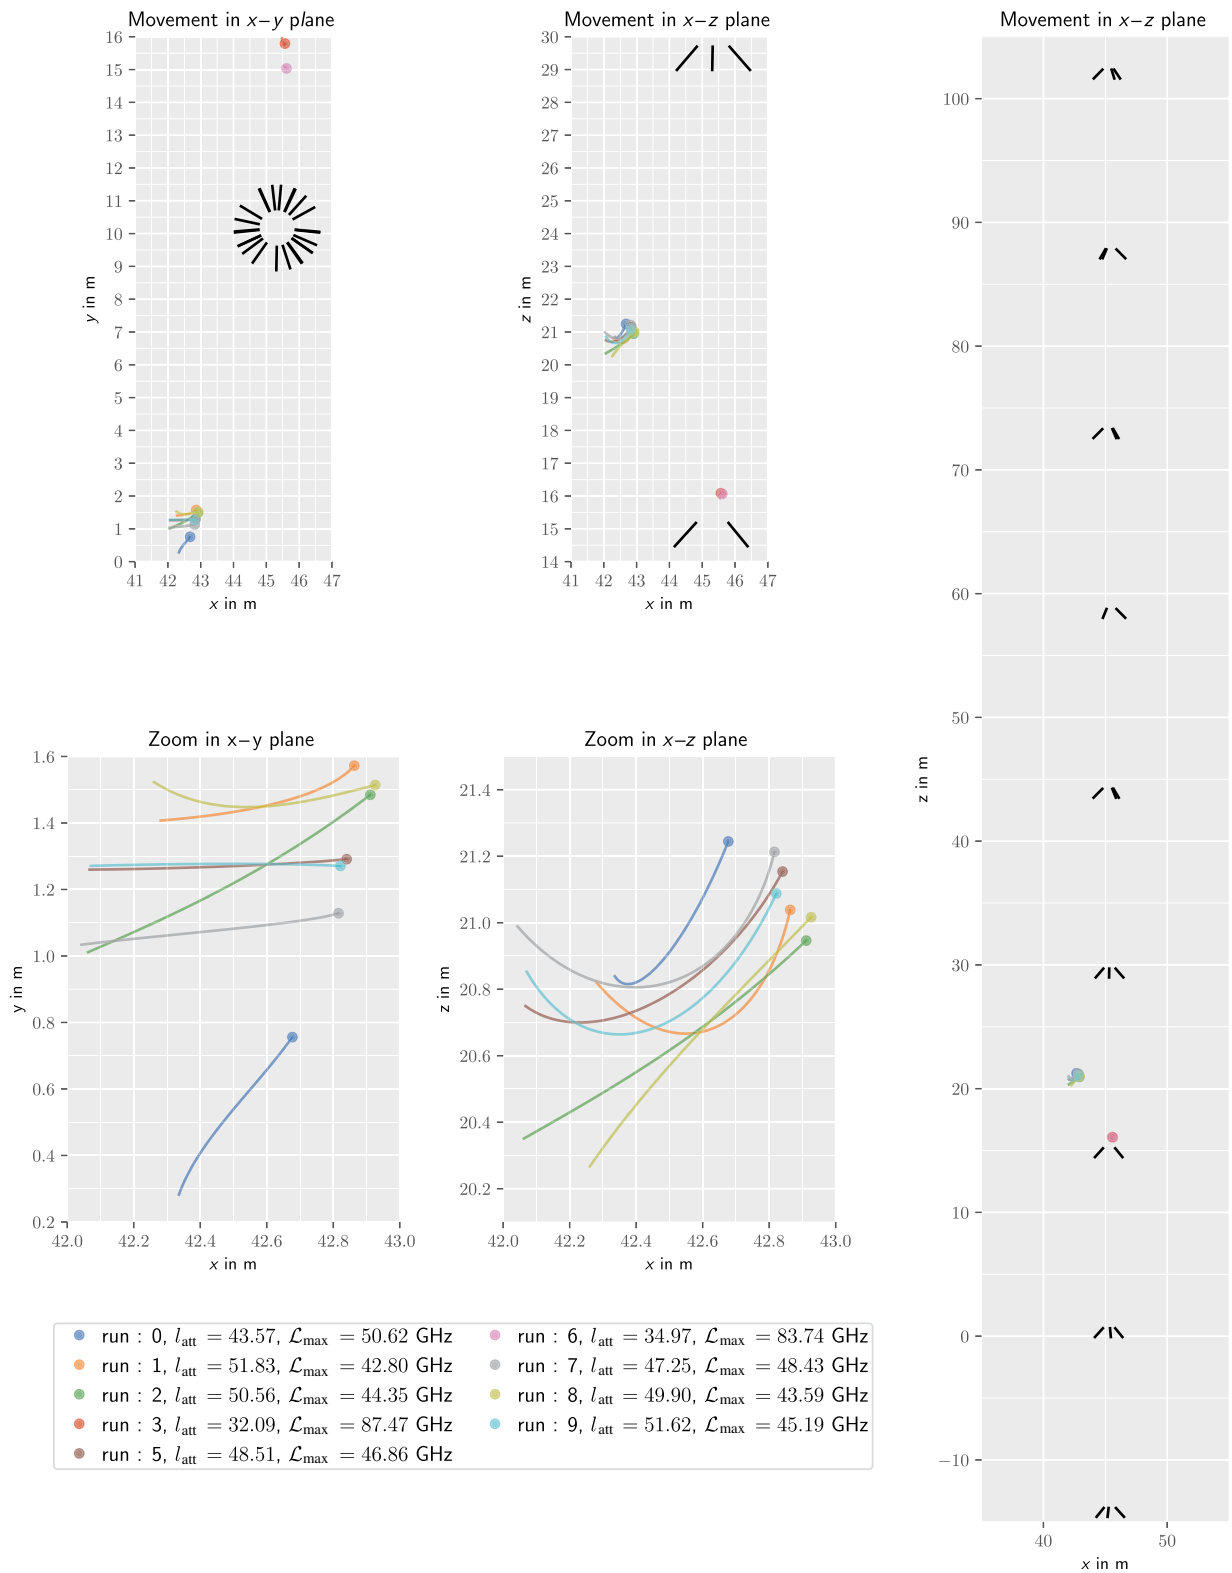 Movement in x−y plane
16
15
14
13
12
11
10
9
8
7
6
5
4
3
2
1
0
y in m
41 42 43 44 45 46 47
x in m
Movement in x−z plane
30
29
28
27
26
25
24
23
22
21
20
19
18
17
16
15
14
z in m
41 42 43 44 45 46 47
x in m
Movement in x−z plane
100
90
80
70
60
50
40
30
20
10
0
−10
z in m
40 50
x in m
Zoom in x−y plane
1.6
1.4
1.2
1.0
0.8
0.6
0.4
0.2
y in m
42.0 42.2 42.4 42.6 42.8 43.0
x in m
Zoom in x−z plane
21.4
21.2
21.0
20.8
20.6
20.4
20.2
z in m
42.0 42.2 42.4 42.6 42.8 43.0
x in m
run : 0, l_att = 43.57, ℒ_max = 50.62 GHz
run : 1, l_att = 51.83, ℒ_max = 42.80 GHz
run : 2, l_att = 50.56, ℒ_max = 44.35 GHz
run : 3, l_att = 32.09, ℒ_max = 87.47 GHz
run : 5, l_att = 48.51, ℒ_max = 46.86 GHz
run : 6, l_att = 34.97, ℒ_max = 83.74 GHz
run : 7, l_att = 47.25, ℒ_max = 48.43 GHz
run : 8, l_att = 49.90, ℒ_max = 43.59 GHz
run : 9, l_att = 51.62, ℒ_max = 45.19 GHz